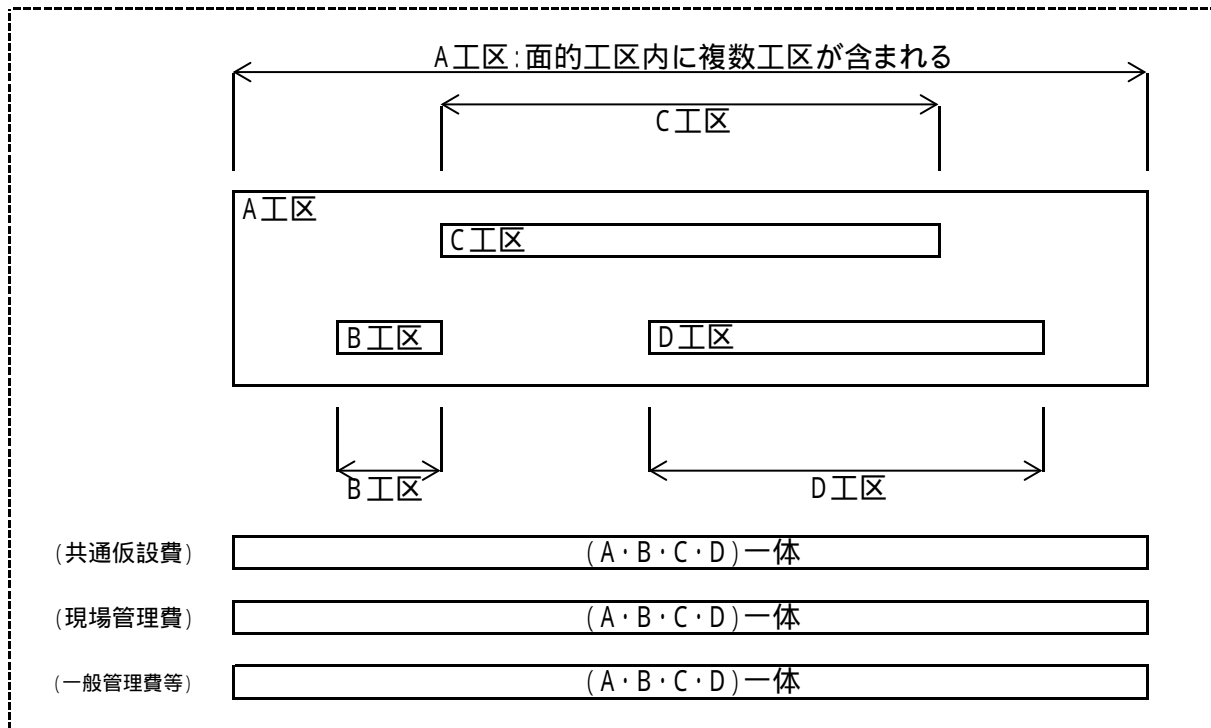 A工区:面的工区内に複数工区が含まれる
C工区
A工区
C工区
B工区
D工区
B工区
D工区
(共通仮設費)
(A・B・C・D)一体
(現場管理費)
(A・B・C・D)一体
(一般管理費等)
(A・B・C・D)一体